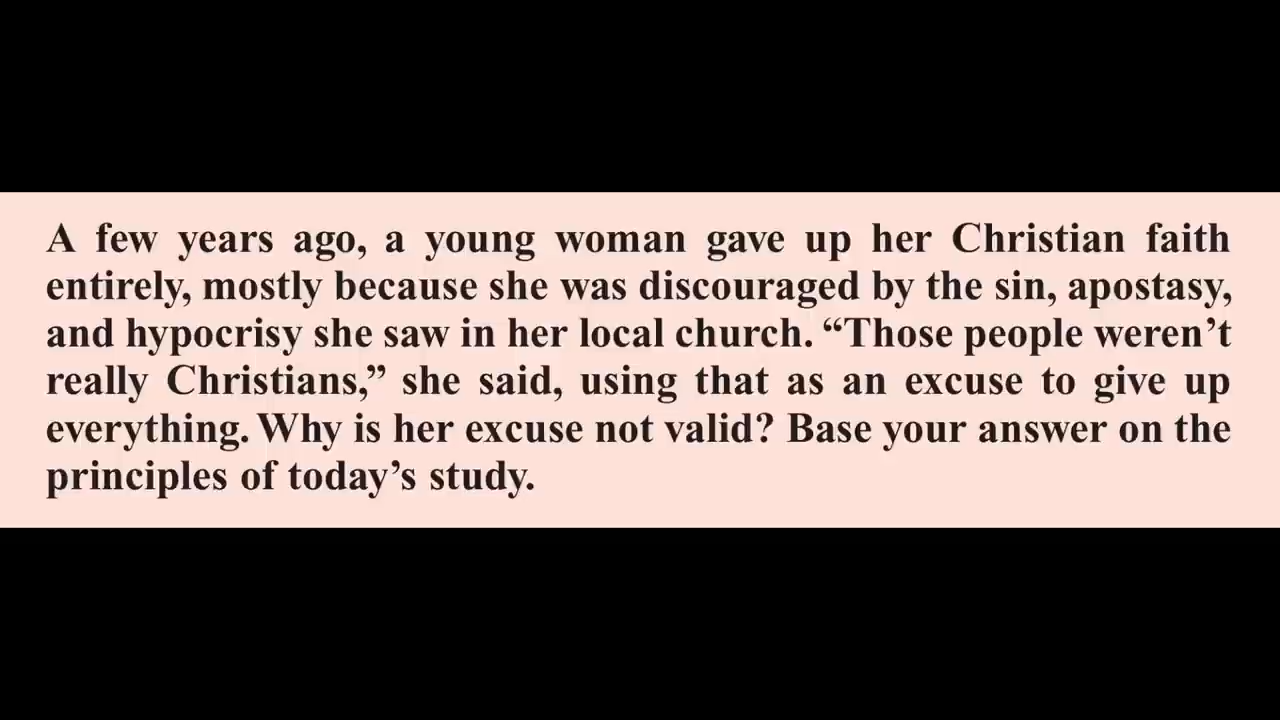 A few years ago, a young woman gave up her Christian faith
entirely, mostly because she was discouraged by the sin, apostasy,
and hypocrisy she saw in her local church. “Those people weren’t
really Christians,” she said, using that as an excuse to give up
everything. Why is her excuse not valid? Base your answer on the
principles of today’s study.